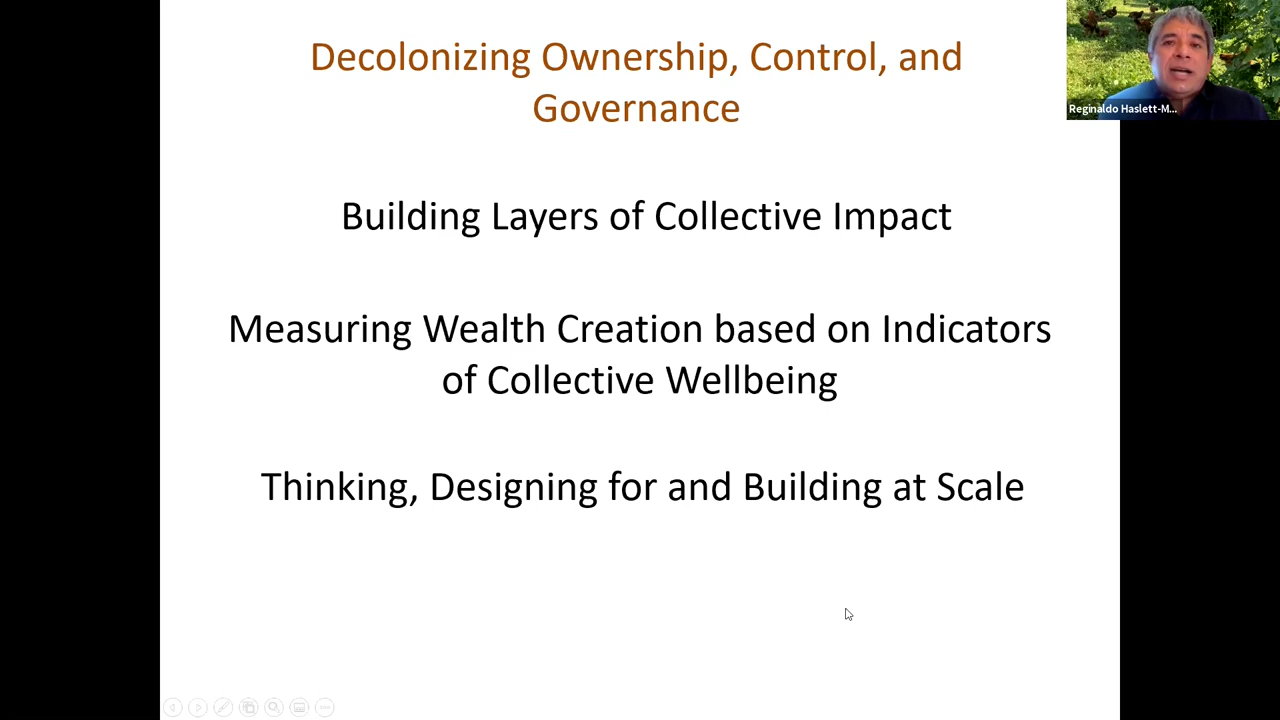 Decolonizing Ownership, Control, and
Governance
Reginaldo Haslett-M...
Building Layers of Collective Impact
Measuring Wealth Creation based on Indicators
of Collective Wellbeing
Thinking, Designing for and Building at Scale